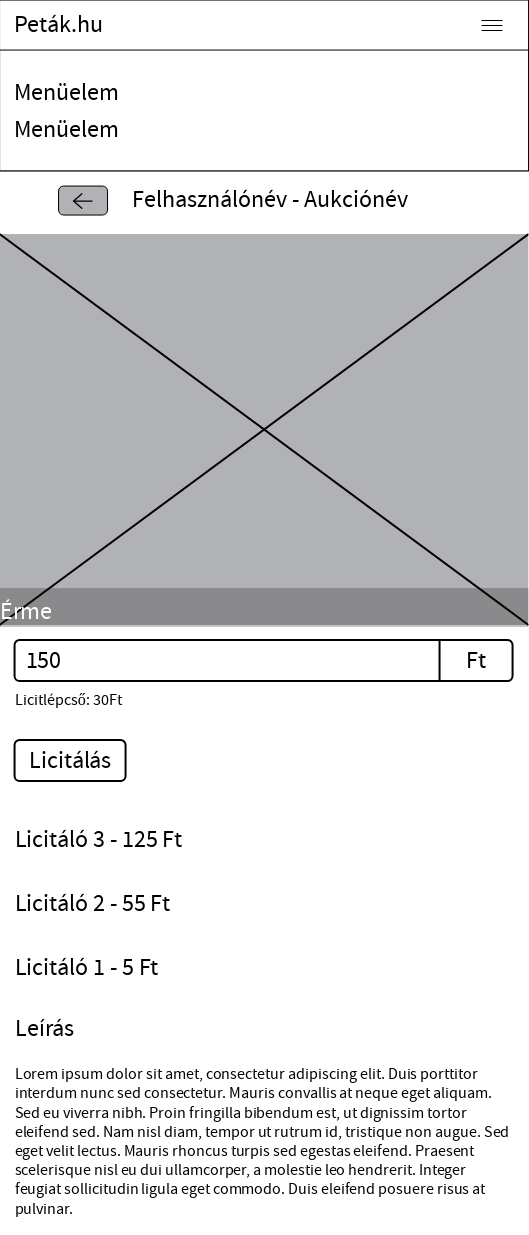 Peták.hu
Menüelem
Menüelem
Felhasználónév - Aukciónév
Érme
150
Ft
Licitlépcső: 30Ft
Licitálás
Licitáló 3 - 125 Ft
Licitáló 2 - 55 Ft
Licitáló 1 - 5 Ft
Leírás
Lorem ipsum dolor sit amet, consectetur adipiscing elit. Duis porttitor
interdum nunc sed consectetur. Mauris convallis at neque eget aliquam.
Sed eu viverra nibh. Proin fringilla bibendum est, ut dignissim tortor
eleifend sed. Nam nisl diam, tempor ut rutrum id, tristique non augue. Sed
eget velit lectus. Mauris rhoncus turpis sed egestas eleifend. Praesent
scelerisque nisl eu dui ullamcorper, a molestie leo hendrerit. Integer
feugiat sollicitudin ligula eget commodo. Duis eleifend posuere risus at
pulvinar.